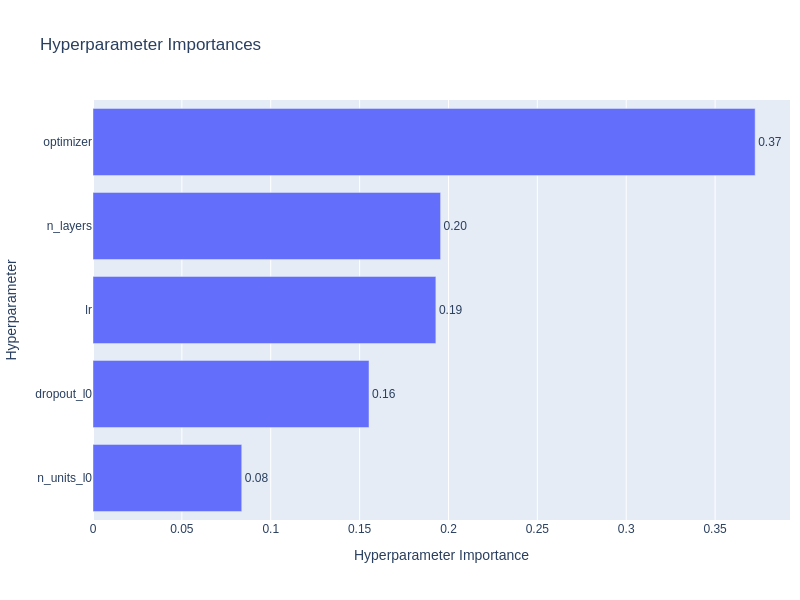 Hyperparameter Importances
optimizer
0.37
n_layers
0.20
lr
0.19
dropout_l0
0.16
n_units_l0
0.08
0
0.05
0.1
0.15
0.2
0.25
0.3
0.35
Hyperparameter Importance
Hyperparameter